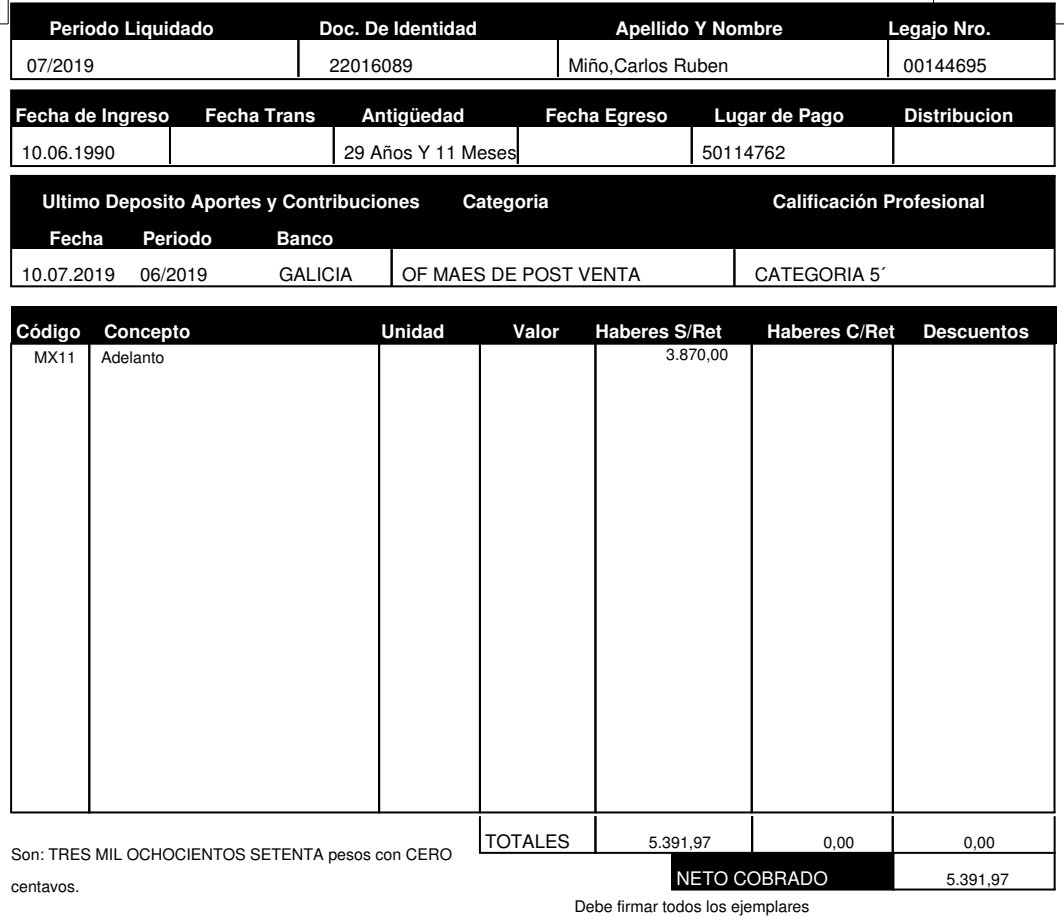 Periodo Liquidado Doc. De Identidad Apellido Y Nombre Legajo Nro.
07/2019 22016089 Miño,Carlos Ruben 00144695
Fecha de Ingreso Fecha Trans Antigüedad Fecha Egreso Lugar de Pago Distribucion
10.06.1990 29 Años Y 11 Meses 50114762
Ultimo Deposito Aportes y Contribuciones Categoria Calificación Profesional
Fecha Periodo Banco
10.07.2019 06/2019 GALICIA OF MAES DE POST VENTA CATEGORIA 5´
Código Concepto Unidad Valor Haberes S/Ret Haberes C/Ret Descuentos
MX11 Adelanto 3.870,00
TOTALES 5.391,97 0,00 0,00
Son: TRES MIL OCHOCIENTOS SETENTA pesos con CERO
centavos.
NETO COBRADO 5.391,97
Debe firmar todos los ejemplares